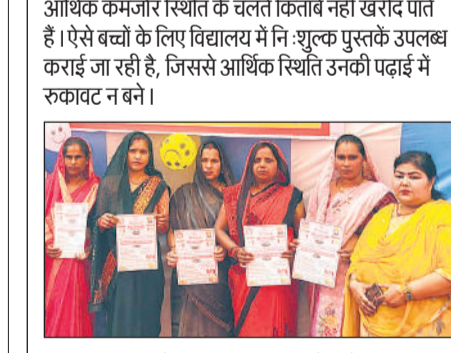 आर्थिक कमजोर स्थिति के चलते किताबें नहीं खरीद पाते
हैं। ऐसे बच्चों के लिए विद्यालय में नि:शुल्क पुस्तकें उपलब्ध
कराई जा रही है, जिससे आर्थिक स्थिति उनकी पढ़ाई में
रुकावट न बने।